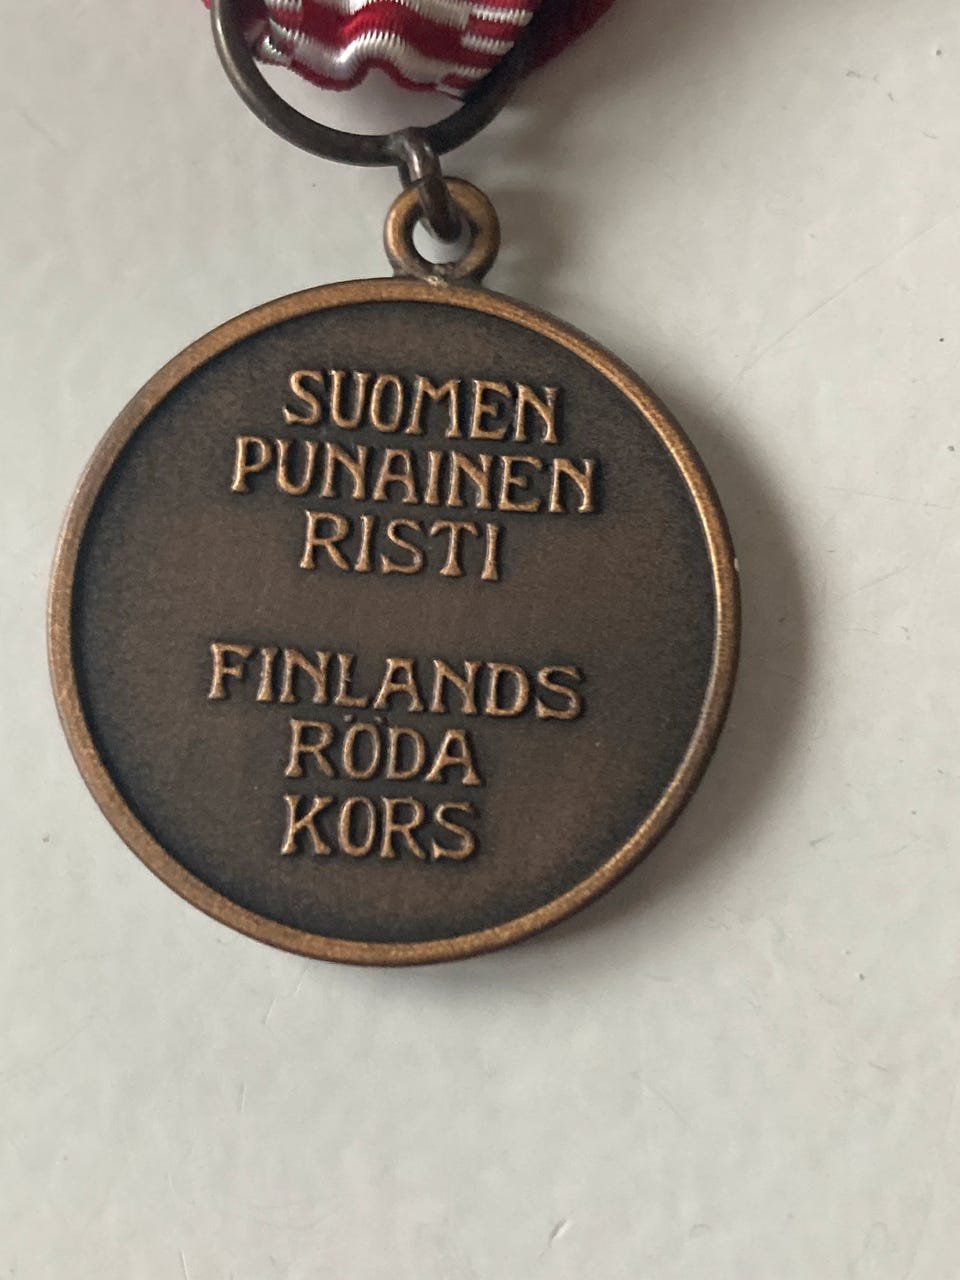 SUOMEN
PUNAINEN
RISTI
FINLANDS
RÖDA
KORS